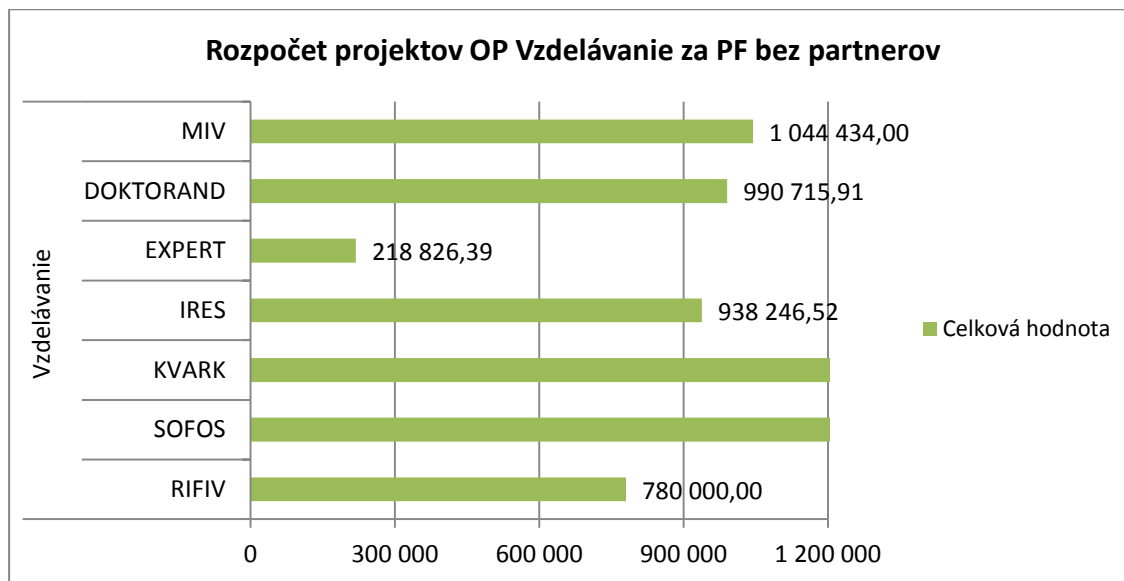 Rozpočet projektov OP Vzdelávanie za PF bez partnerov
Vzdelávanie
MIV
1 044 434,00
DOKTORAND
990 715,91
EXPERT
218 826,39
IRES
938 246,52
KVARK
SOFOS
RIFIV
780 000,00
Celková hodnota
0
300 000
600 000
900 000
1 200 000